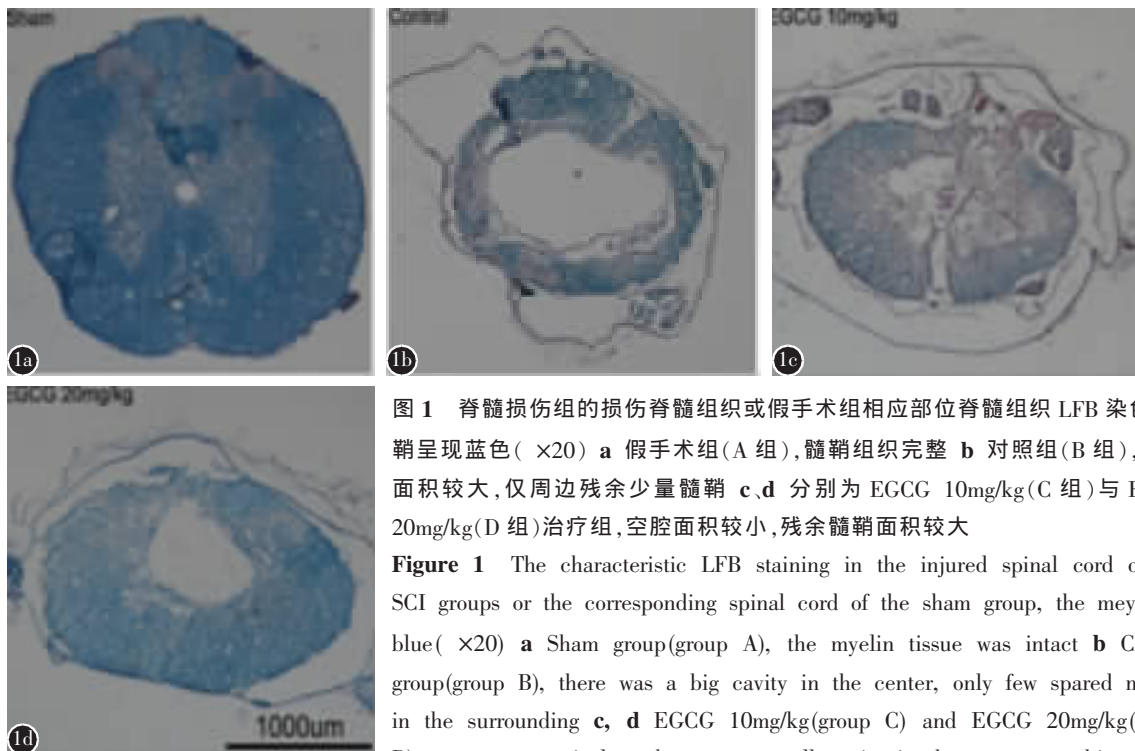 Sham
Control
EGCG 10mg/kg
1a
1b
1c
EGCG 20mg/kg
1000um
1d
图 1 脊髓损伤组的损伤脊髓组织或假手术组相应部位脊髓组织 LFB 染色
鞘呈现蓝色( ×20) a 假手术组(A 组),髓鞘组织完整 b 对照组(B 组),
面积较大,仅周边残余少量髓鞘 c、d 分别为 EGCG 10mg/kg(C 组)与
20mg/kg(D 组)治疗组,空腔面积较小,残余髓鞘面积较大
Figure 1 The characteristic LFB staining in the injured spinal cord
SCI groups or the corresponding spinal cord of the sham group, the
blue( ×20) a Sham group(group A), the myelin tissue was intact b
group(group B), there was a big cavity in the center, only few spared
in the surrounding c, d EGCG 10mg/kg(group C) and EGCG 20mg/kg(